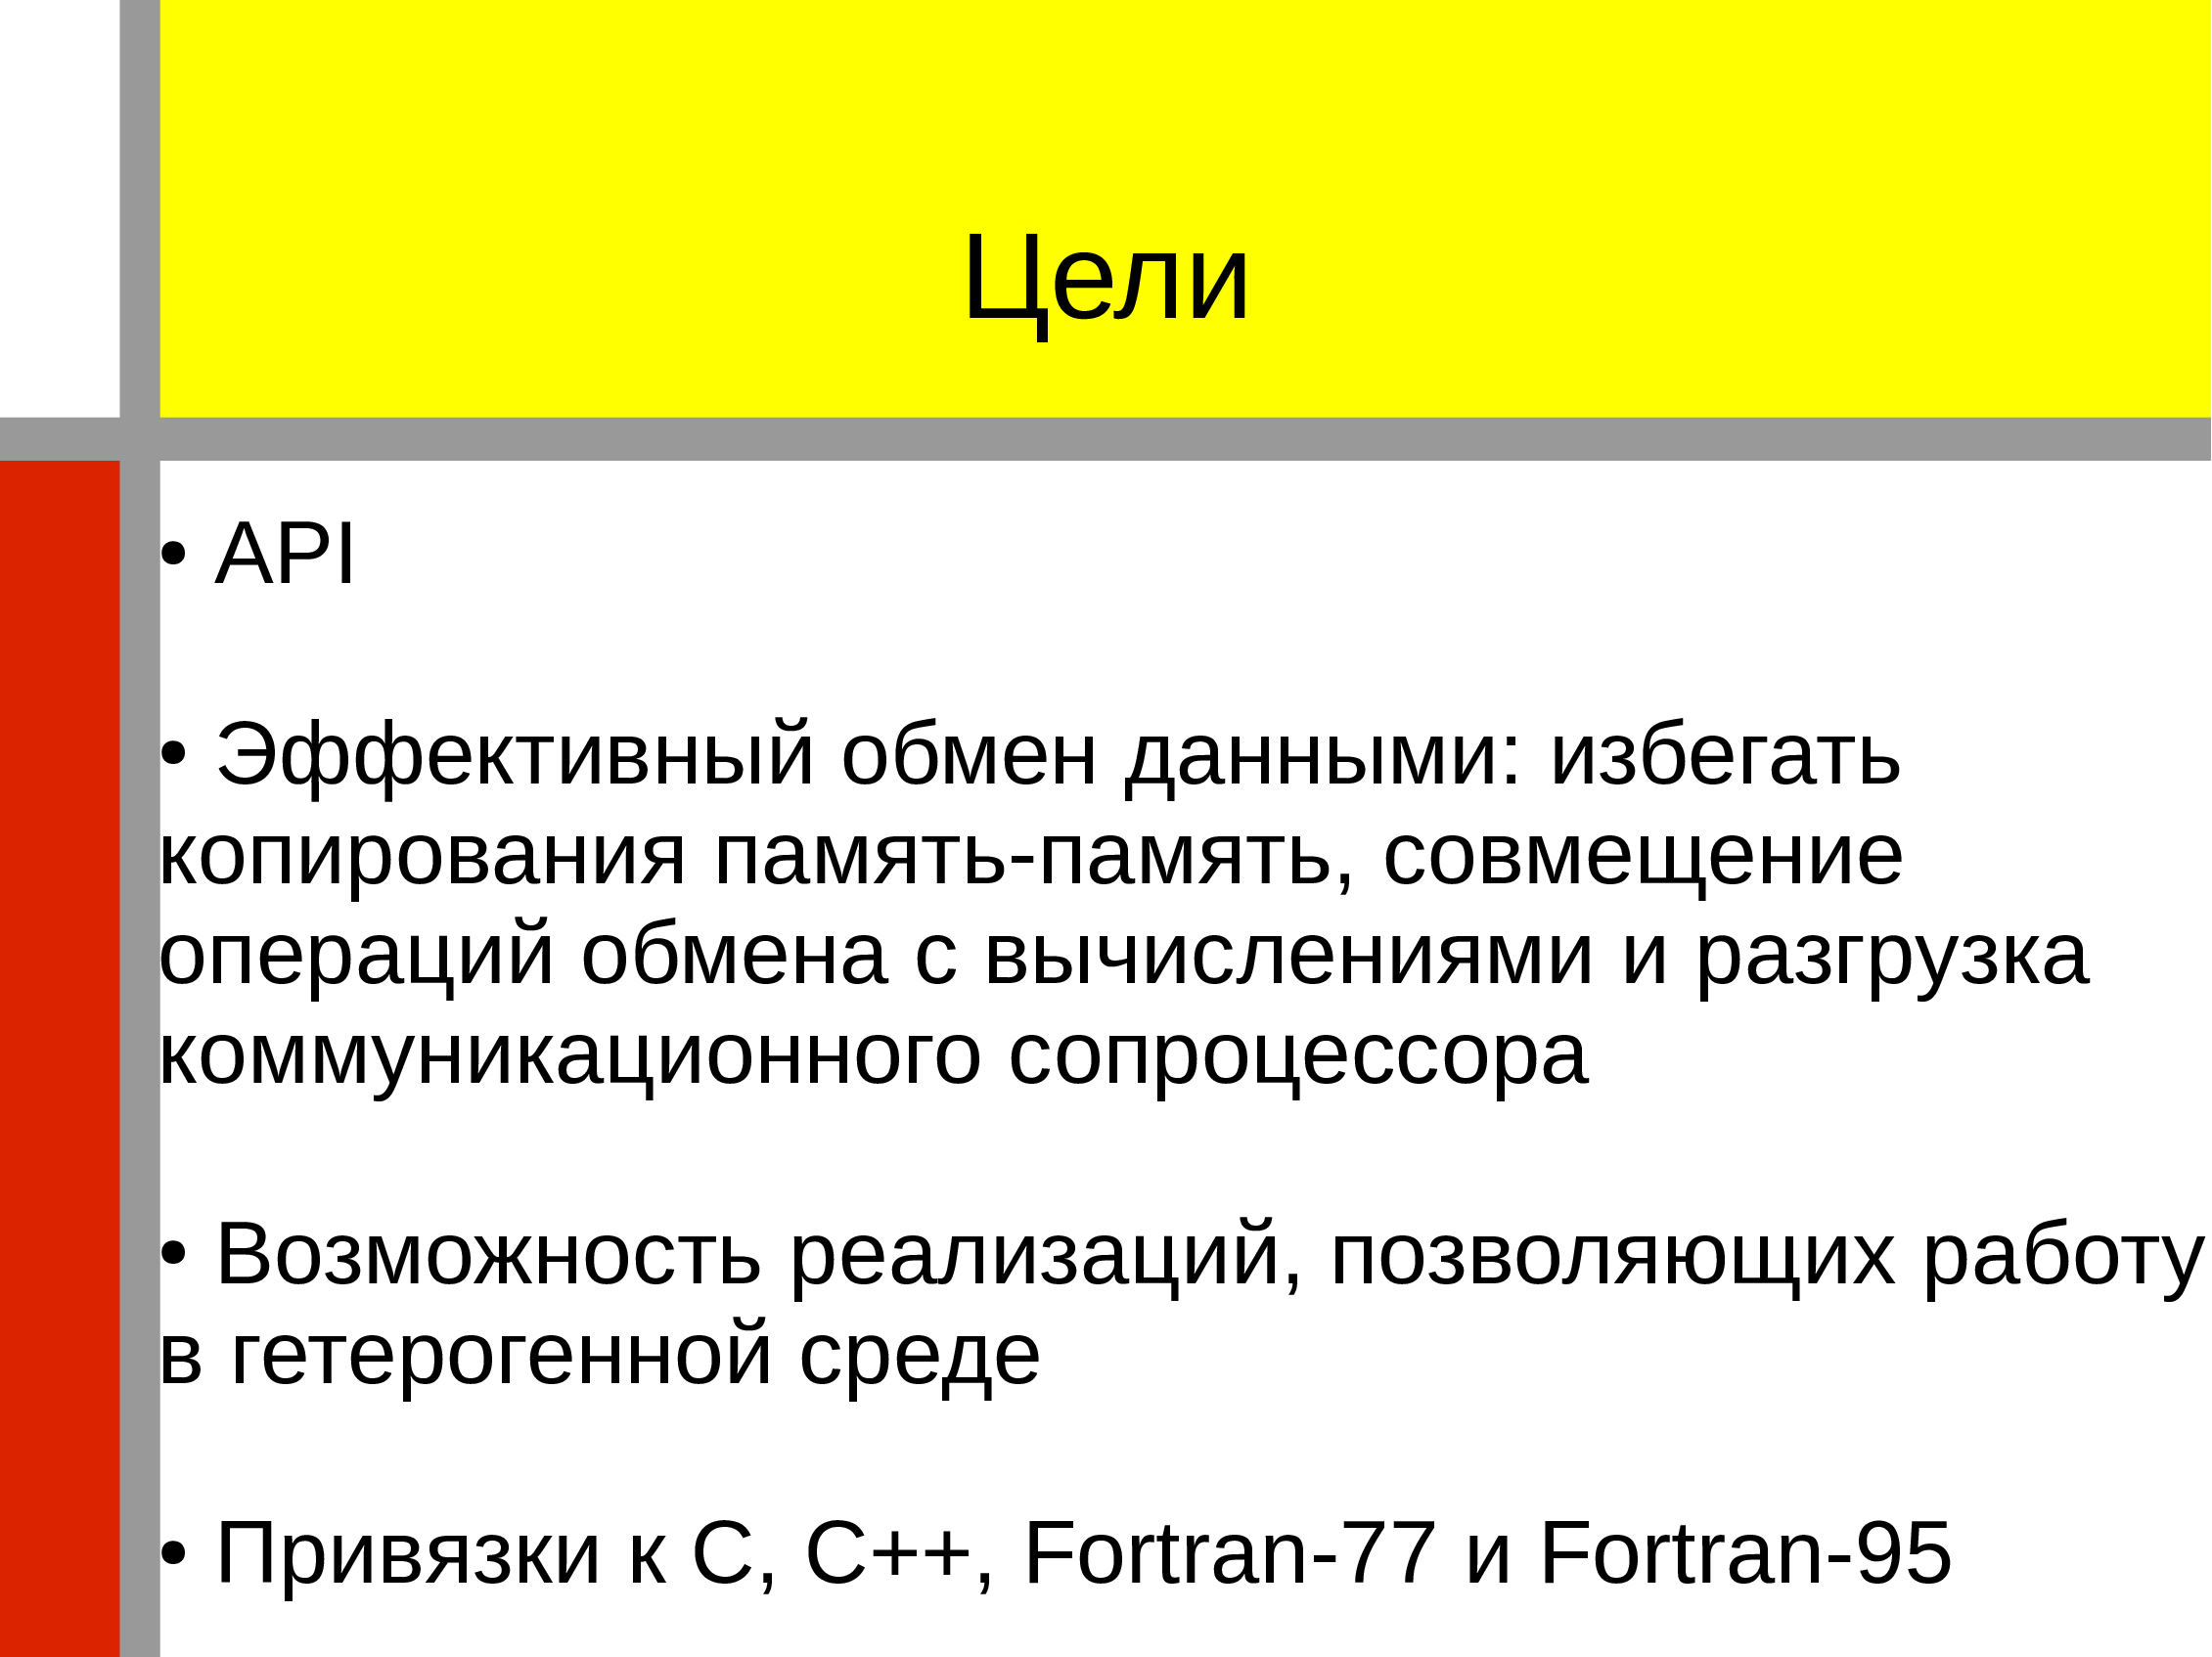 Цели
• API
• Эффективный обмен данными: избегать
копирования память-память, совмещение
операций обмена с вычислениями и разгрузка
коммуникационного сопроцессора
• Возможность реализаций, позволяющих работу
в гетерогенной среде
• Привязки к C, C++, Fortran-77 и Fortran-95